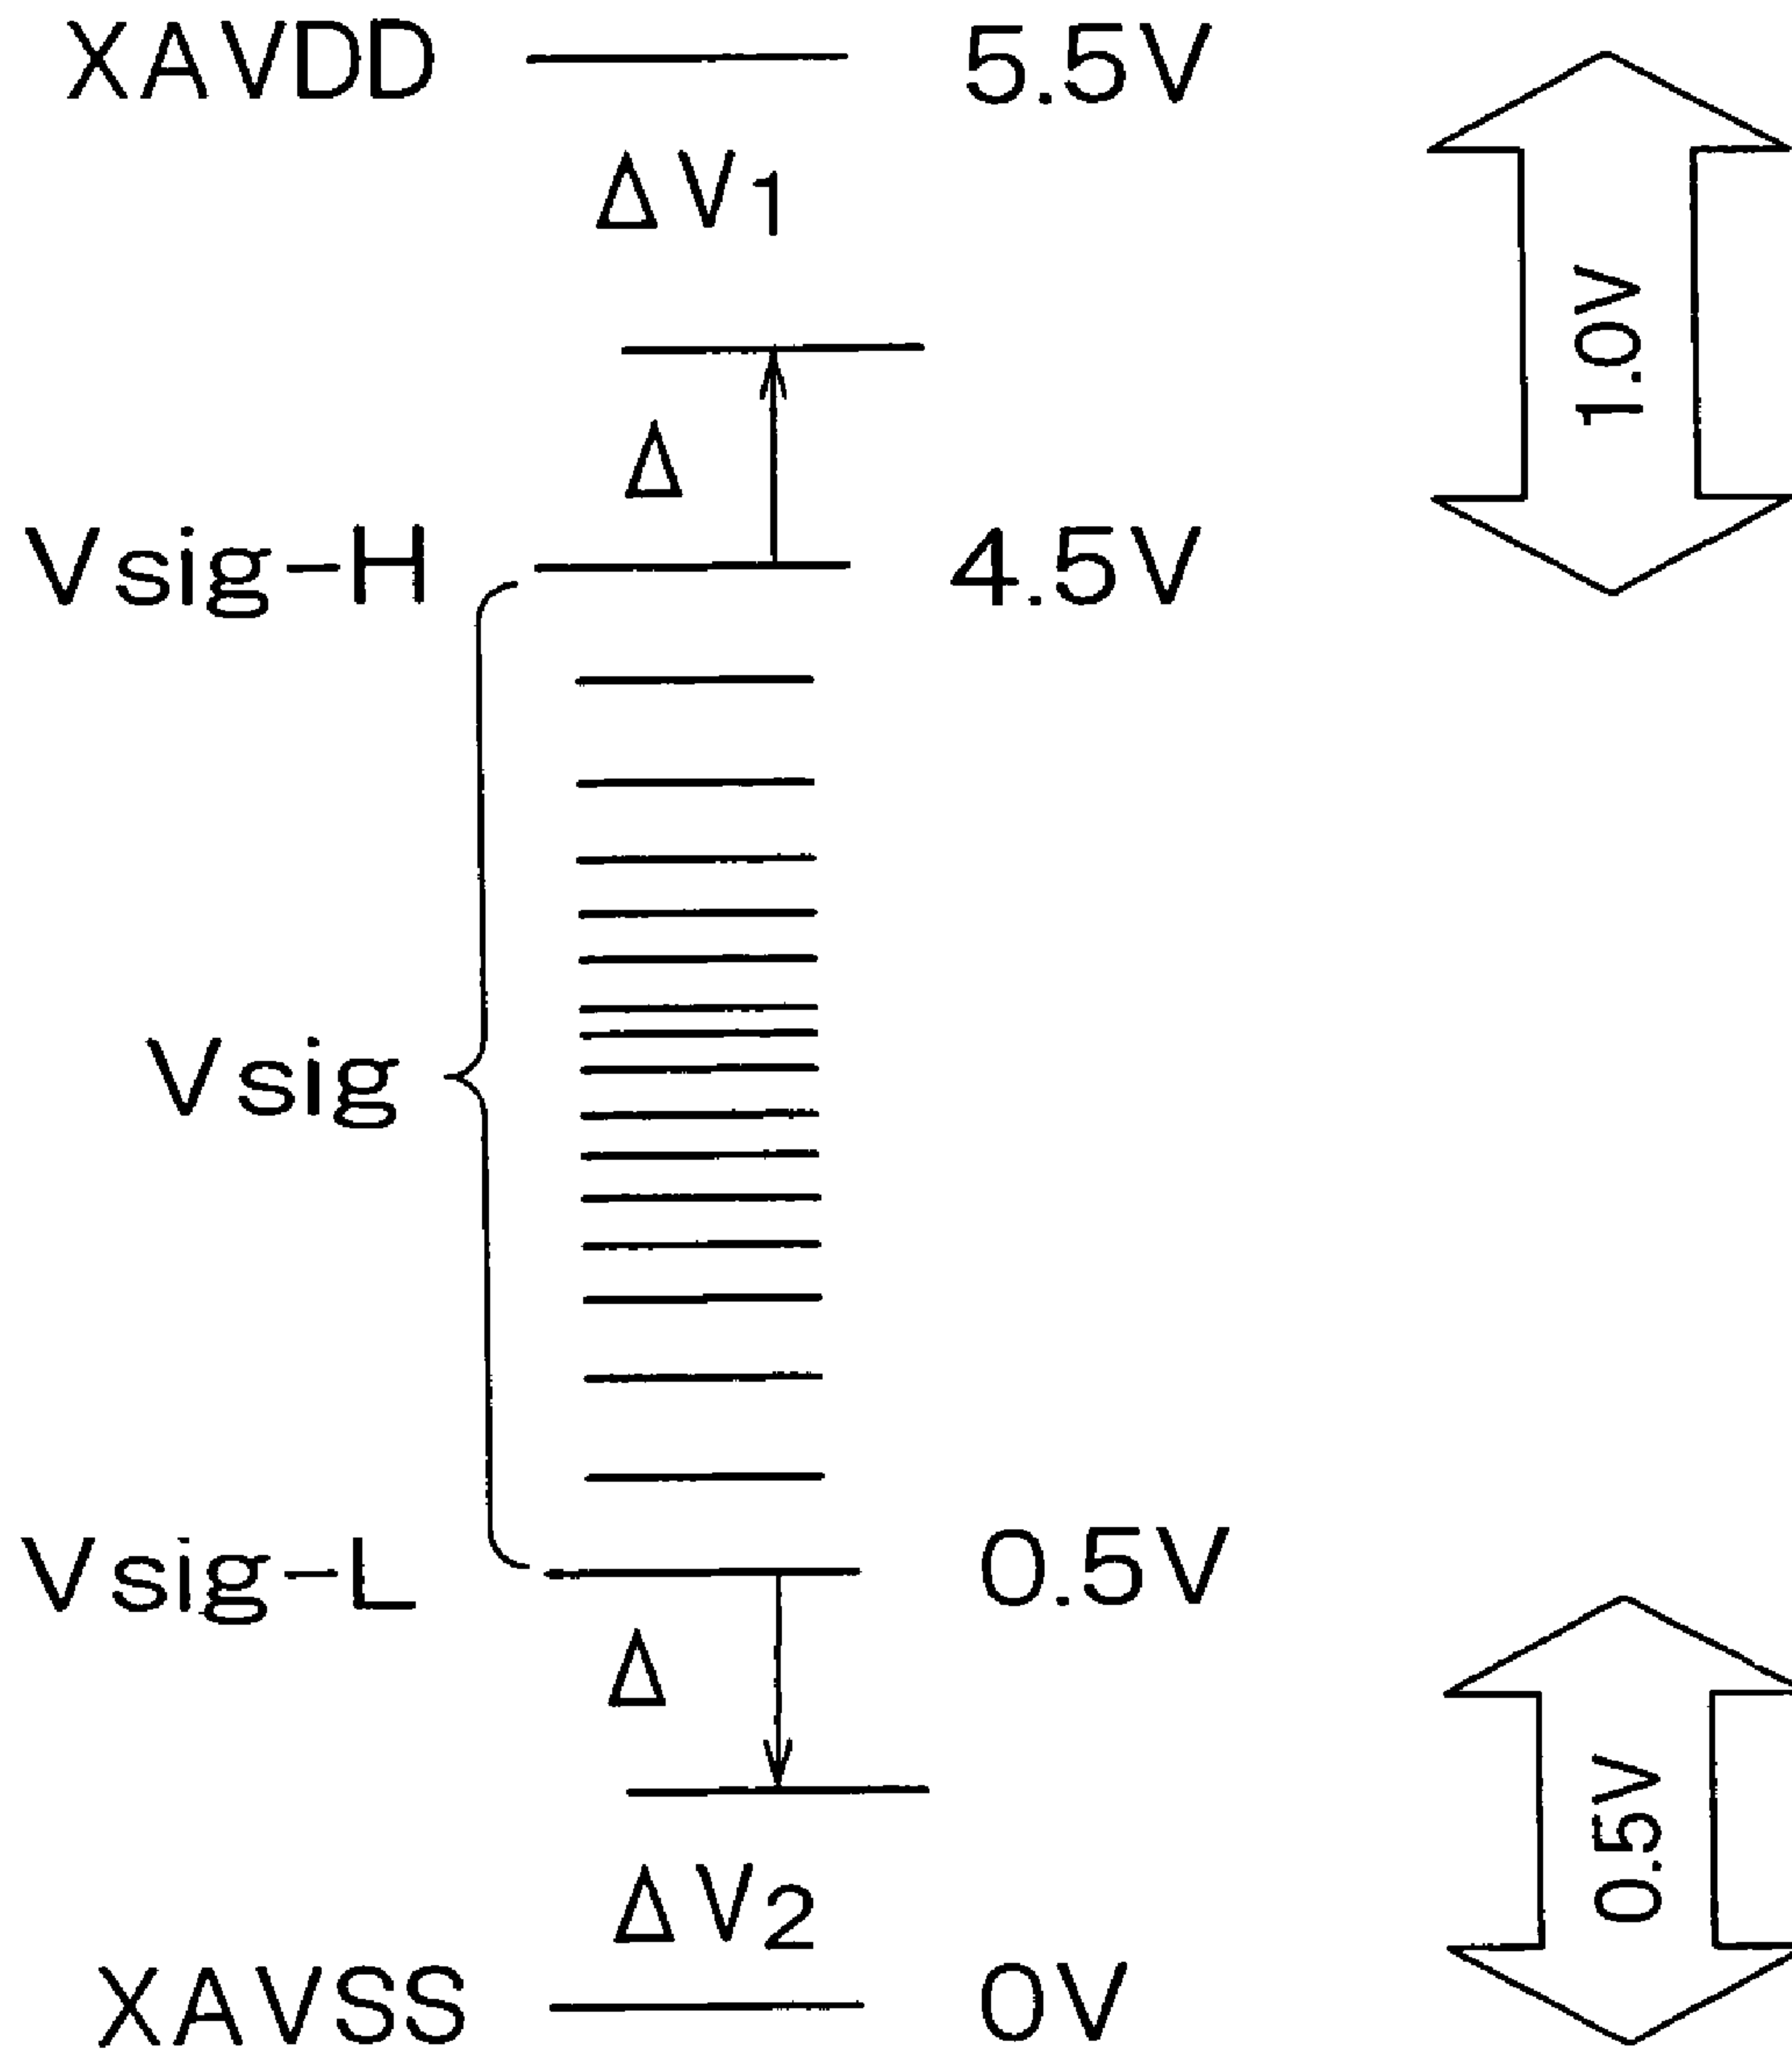 XAVDD 5.5V
ΔV1
1.0V
Δ
Vsig-H 4.5V
Vsig
Vsig-L 0.5V
Δ
0.5V
ΔV2
XAVSS 0V